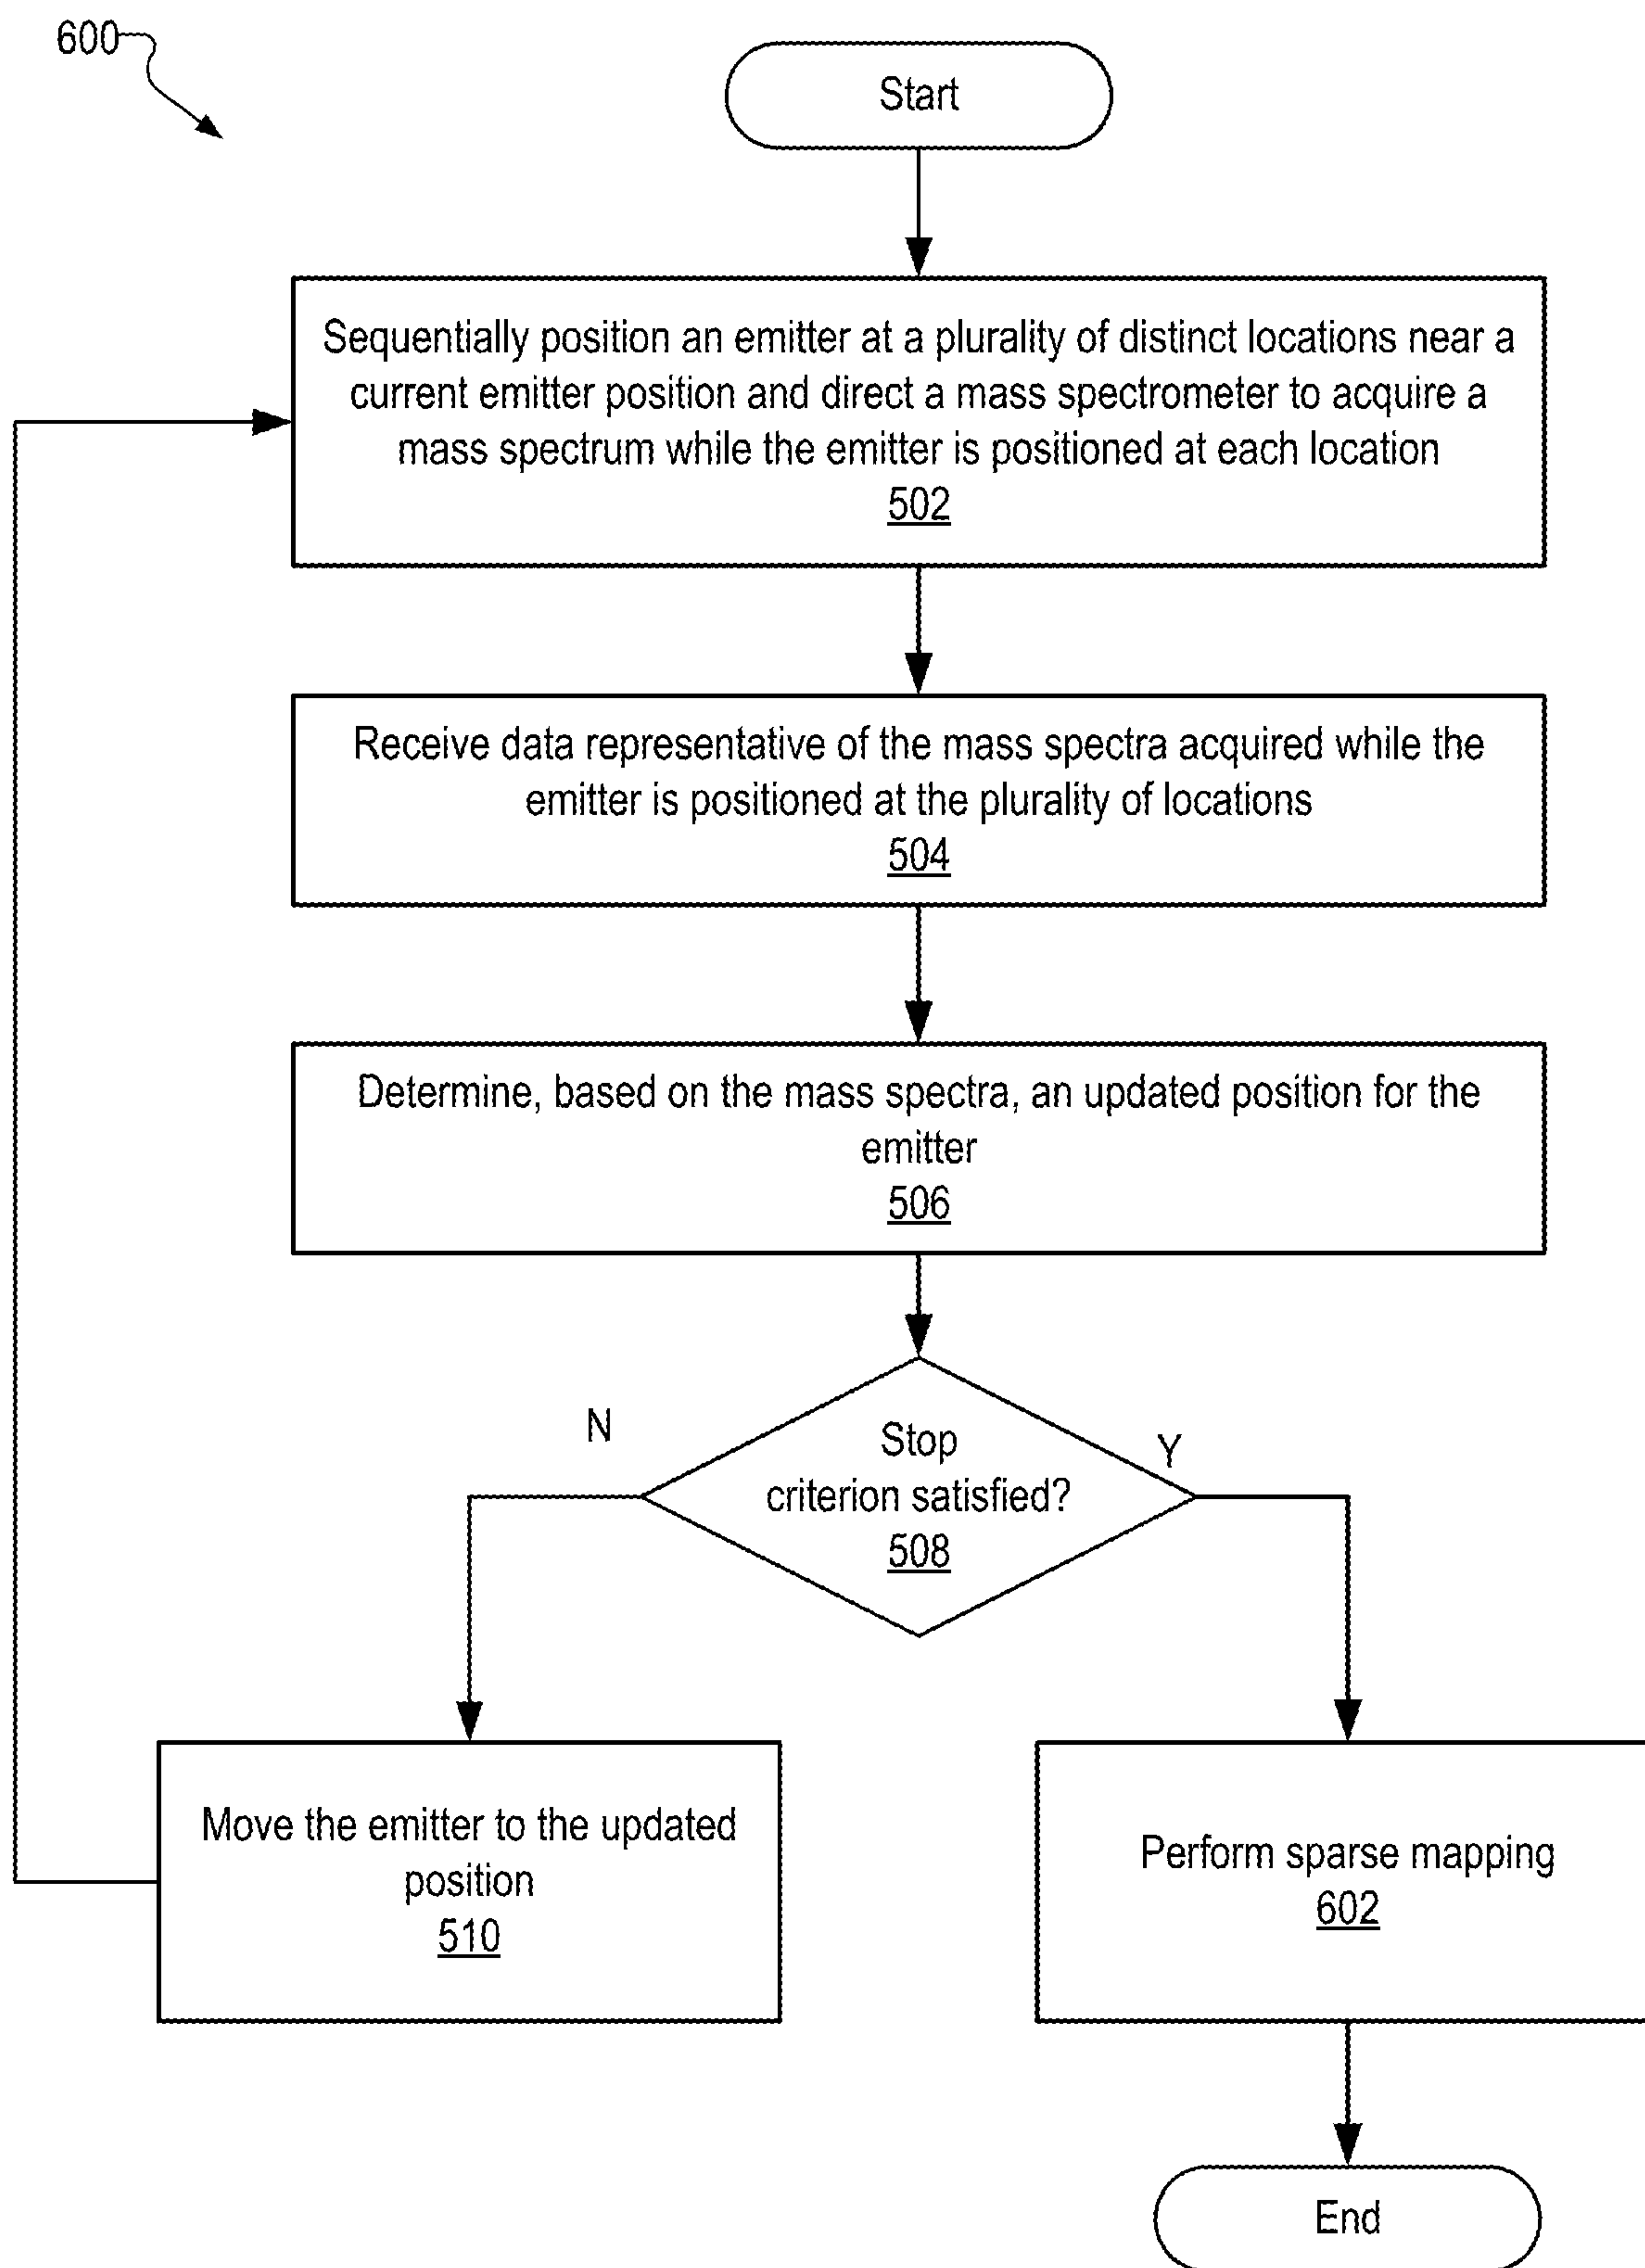 600
Start
Sequentially position an emitter at a plurality of distinct locations near a
current emitter position and direct a mass spectrometer to acquire a
mass spectrum while the emitter is positioned at each location
502
Receive data representative of the mass spectra acquired while the
emitter is positioned at the plurality of locations
504
Determine, based on the mass spectra, an updated position for the
emitter
506
Stop
criterion satisfied?
508
N
Y
Move the emitter to the updated
position
510
Perform sparse mapping
602
End